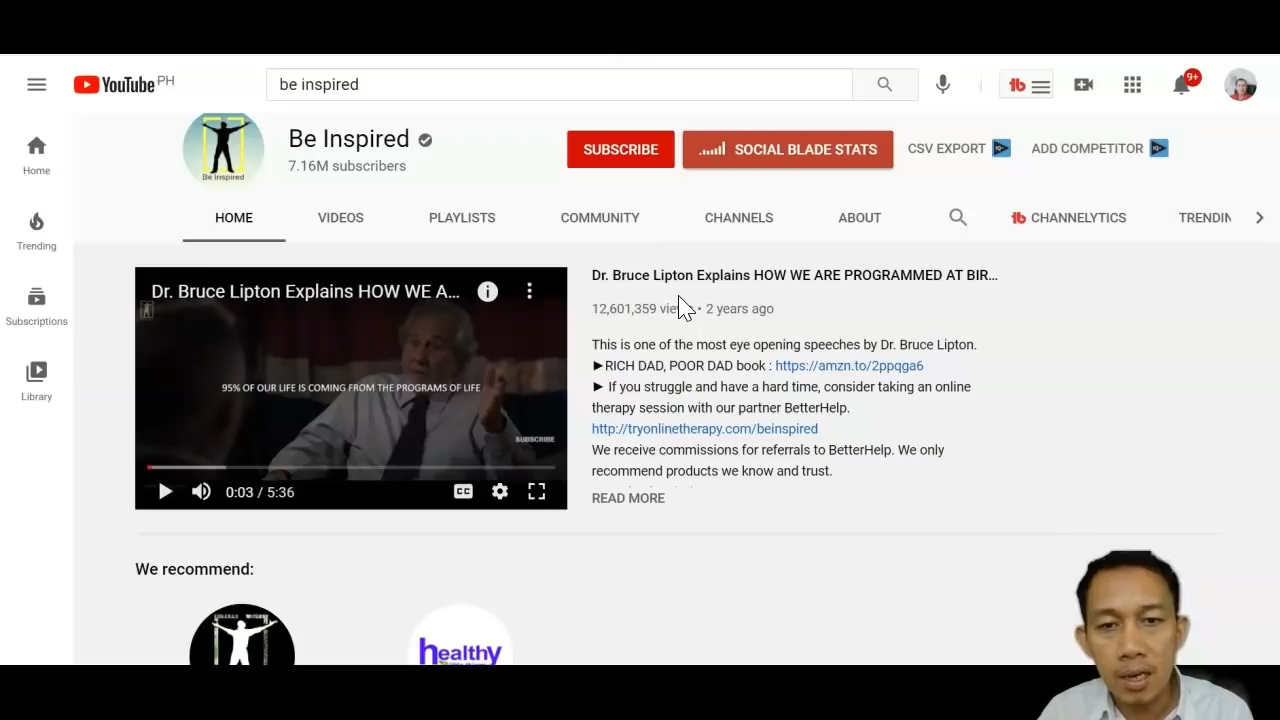 YouTube PH
be inspired
9+
Be Inspired
Be Inspired
7.16M subscribers
SUBSCRIBE
SOCIAL BLADE STATS
CSV EXPORT
ADD COMPETITOR
Home
Trending
Subscriptions
Library
HOME
VIDEOS
PLAYLISTS
COMMUNITY
CHANNELS
ABOUT
CHANNELYTICS
TRENDIN
Dr. Bruce Lipton Explains HOW WE A...
95% OF OUR LIFE IS COMING FROM THE PROGRAMS OF LIFE
SUBSCRIBE
0:03 / 5:36
CC
Dr. Bruce Lipton Explains HOW WE ARE PROGRAMMED AT BIR...
12,601,359 vie • 2 years ago
This is one of the most eye opening speeches by Dr. Bruce Lipton.
►RICH DAD, POOR DAD book : https://amzn.to/2ppqga6
► If you struggle and have a hard time, consider taking an online
therapy session with our partner BetterHelp.
http://tryonlinetherapy.com/beinspired
We receive commissions for referrals to BetterHelp. We only
recommend products we know and trust.
READ MORE
We recommend:
healthy